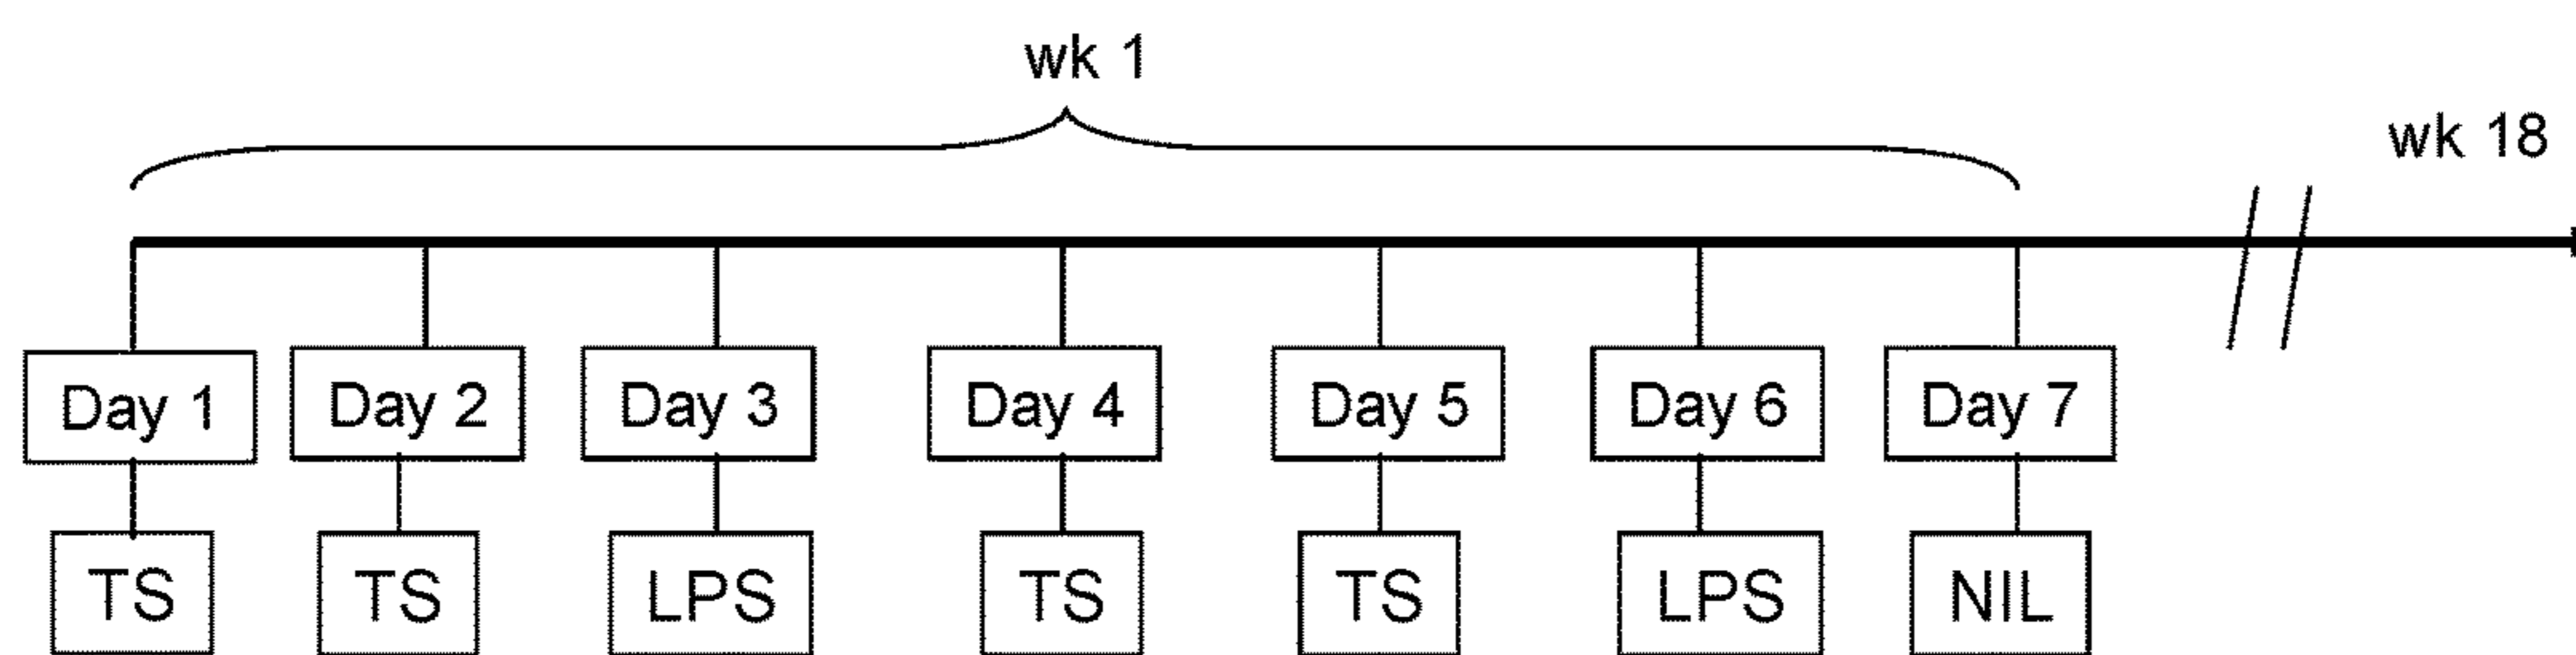 wk 1
wk 18
Day 1 Day 2 Day 3 Day 4 Day 5 Day 6 Day 7
TS TS LPS TS TS LPS NIL